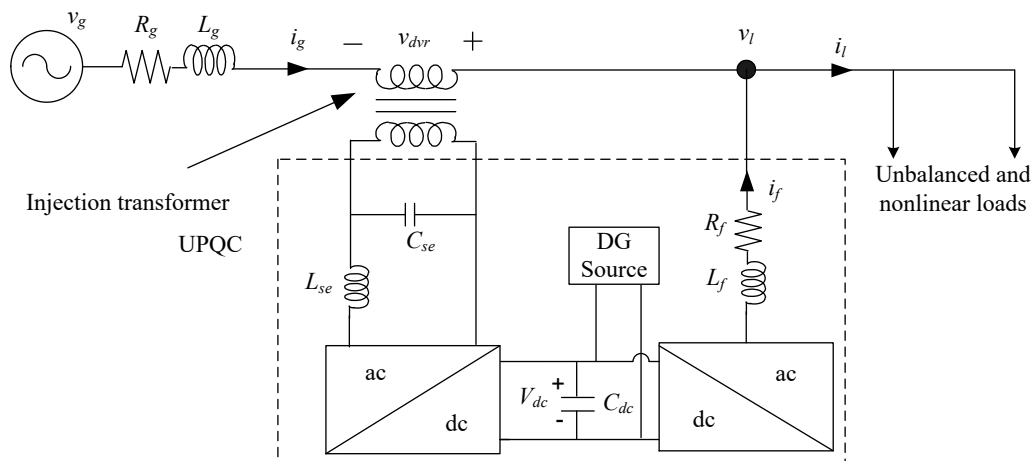 v_g
R_g
L_g
i_g
− v_dvr +
v_l
i_l
Injection transformer
UPQC
C_se
L_se
DG
Source
i_f
R_f
L_f
Unbalanced and
nonlinear loads
ac
dc
V_dc
+
-
C_dc
ac
dc